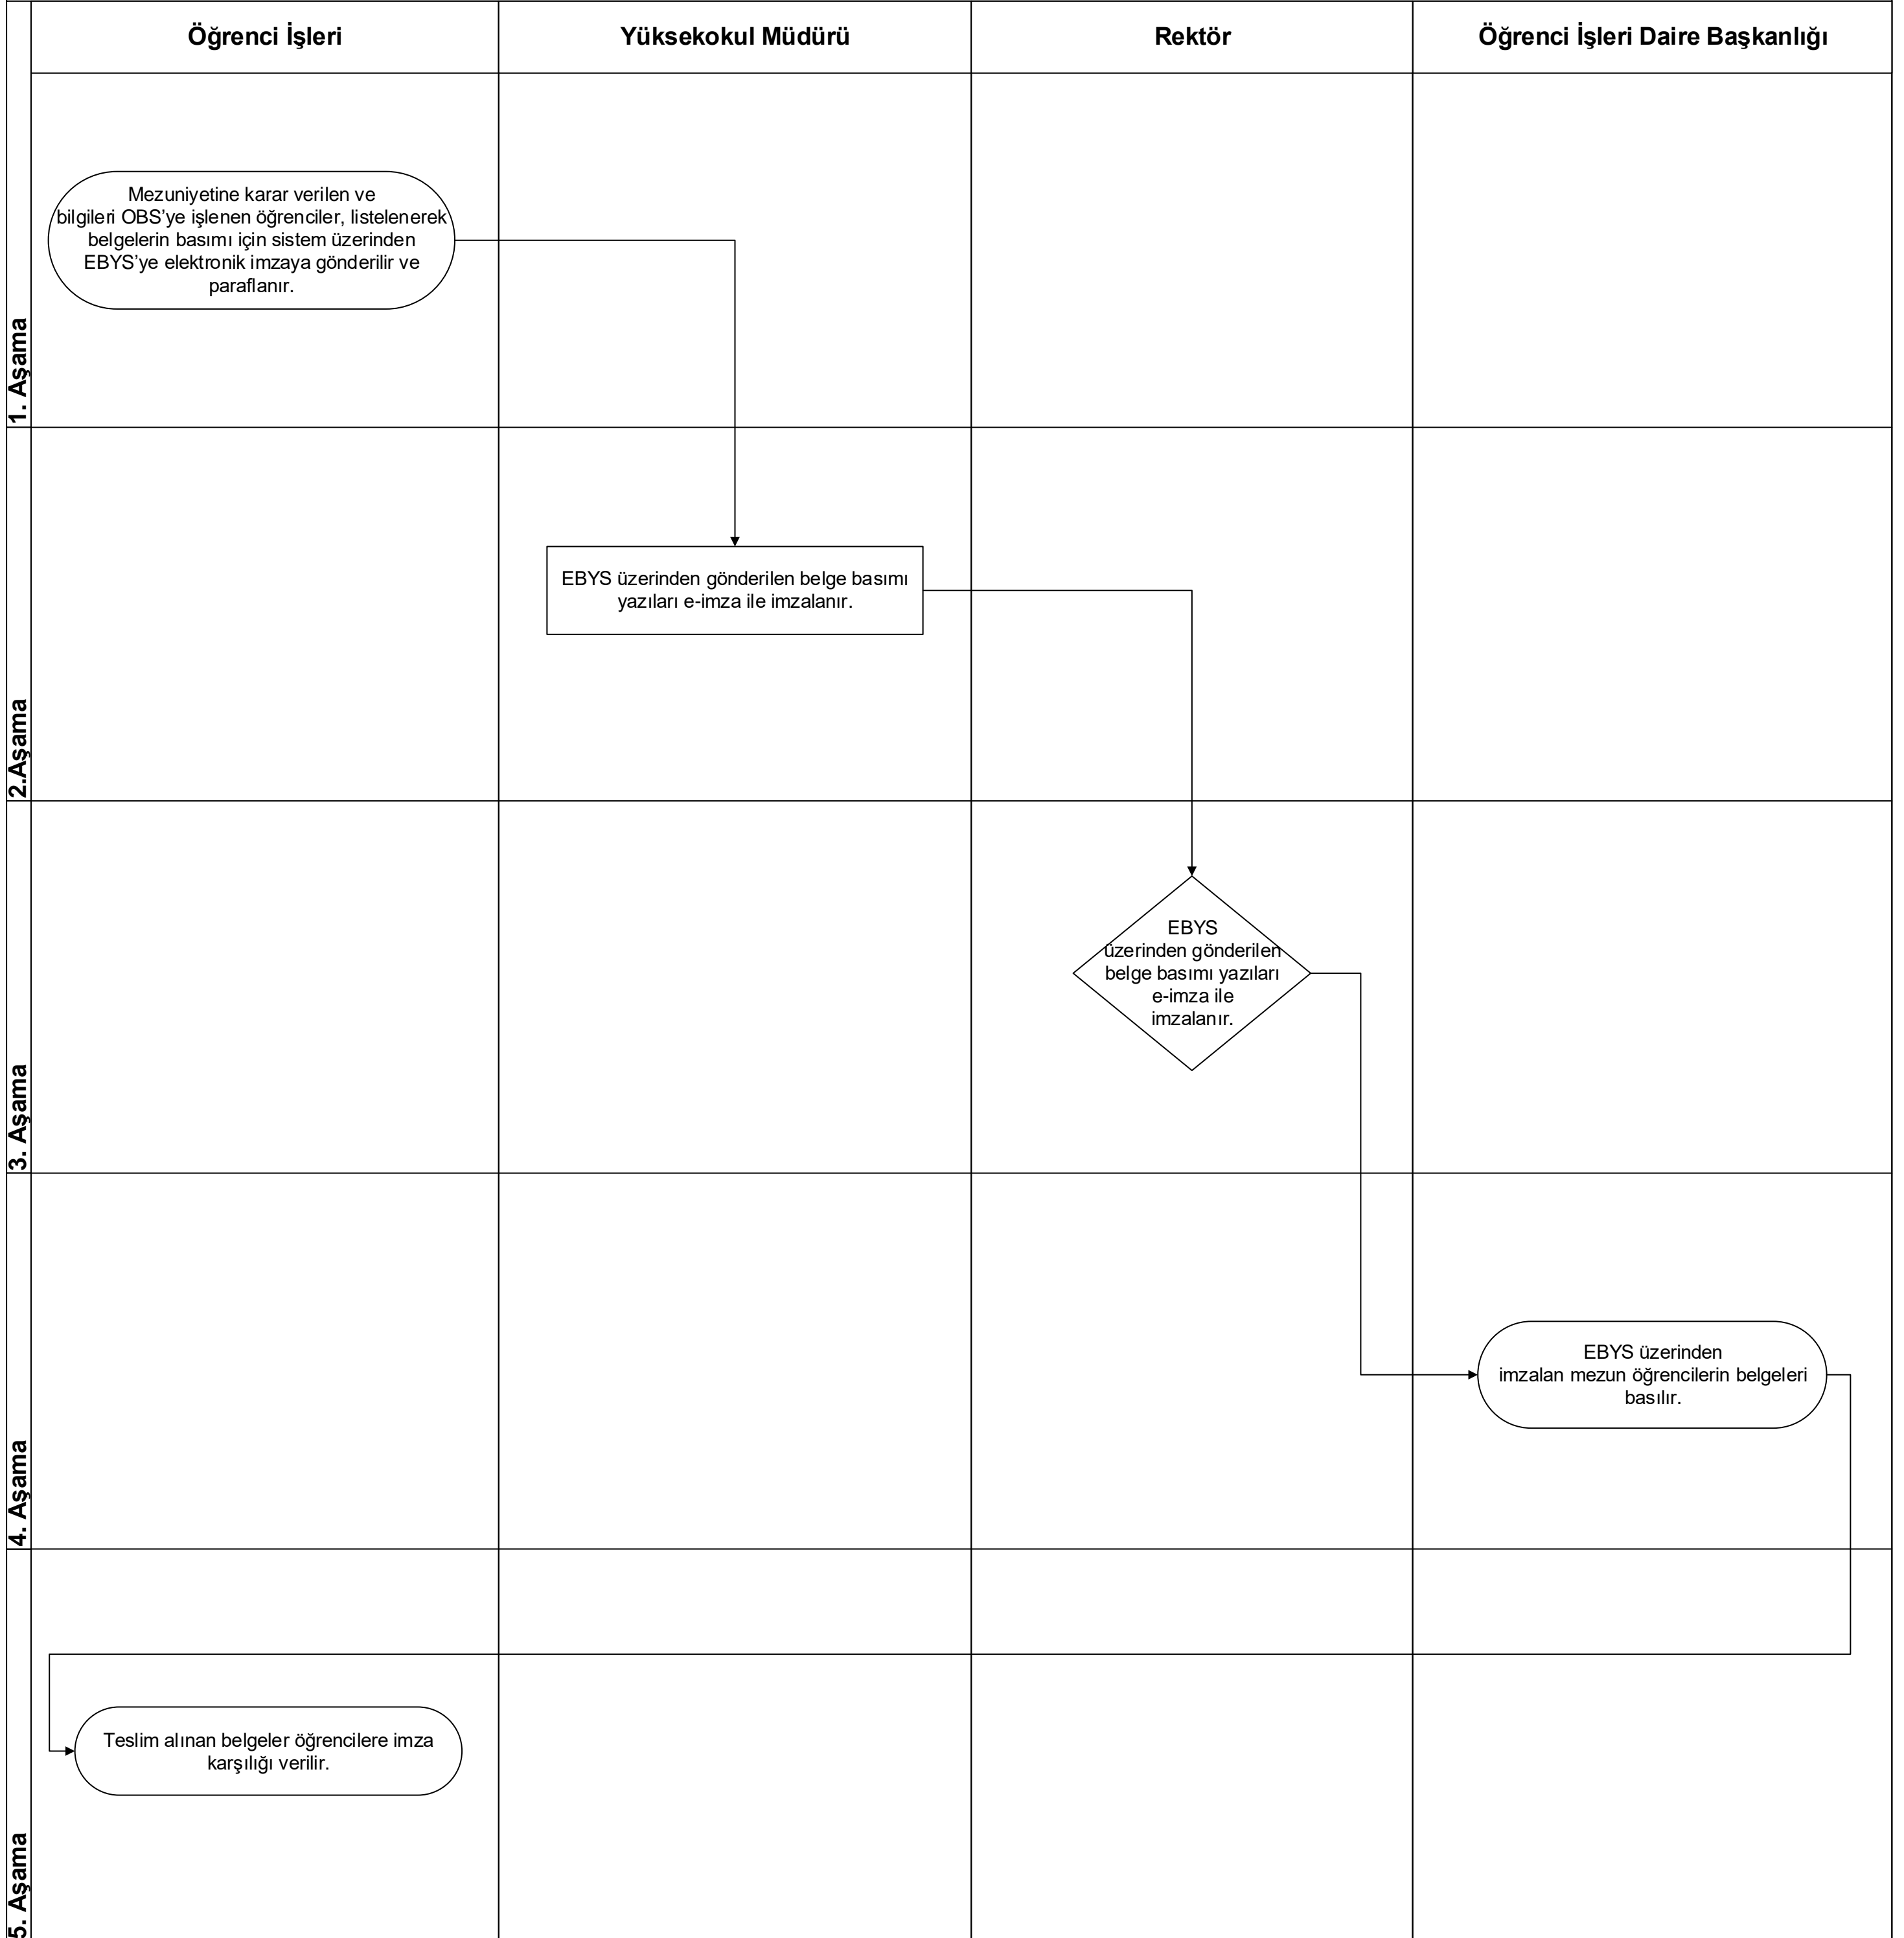 Öğrenci İşleri
Yüksekokul Müdürü
Rektör
Öğrenci İşleri Daire Başkanlığı
1. Aşama
Mezuniyetine karar verilen ve
bilgileri OBS’ye işlenen öğrenciler, listelenerek
belgelerin basımı için sistem üzerinden
EBYS’ye elektronik imzaya gönderilir ve
paraflanır.
2.Aşama
EBYS üzerinden gönderilen belge basımı
yazıları e-imza ile imzalanır.
3. Aşama
EBYS
üzerinden gönderilen
belge basımı yazıları
e-imza ile
imzalanır.
4. Aşama
EBYS üzerinden
imzalan mezun öğrencilerin belgeleri
basılır.
5. Aşama
Teslim alınan belgeler öğrencilere imza
karşılığı verilir.